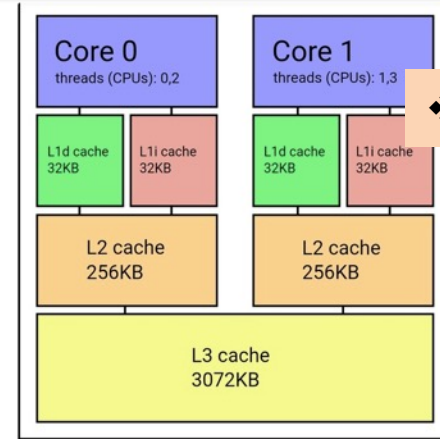 Core 0
threads (CPUs): 0,2
Core 1
threads (CPUs): 1,3
L1d cache
32KB
L1i cache
32KB
L1d cache
32KB
L1i cache
32KB
L2 cache
256KB
L2 cache
256KB
L3 cache
3072KB